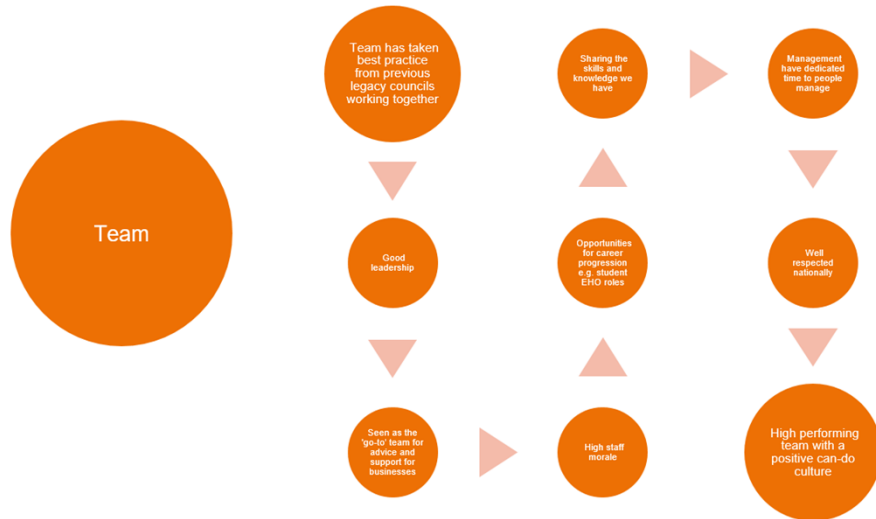 Team
Team has taken
best practice
from previous
legacy councils
working together
Good
leadership
Seen as the
'go-to' team for
advice and
support for
businesses
High staff
morale
Opportunities
for career
progression
e.g. student
EHO roles
Sharing the
skills and
knowledge we
have
Management
have dedicated
time to people
manage
Well
respected
nationally
High performing
team with a
positive can-do
culture